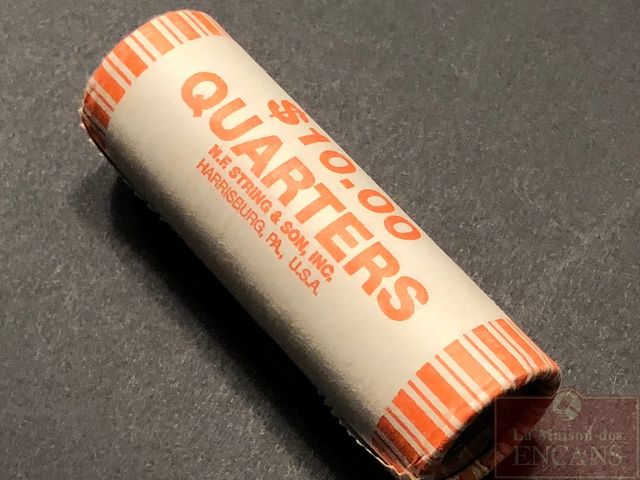 $10.00
QUARTERS
N.F. STRING & SON, INC.
HARRISBURG, PA., U.S.A.
La Maison des
ENCANS